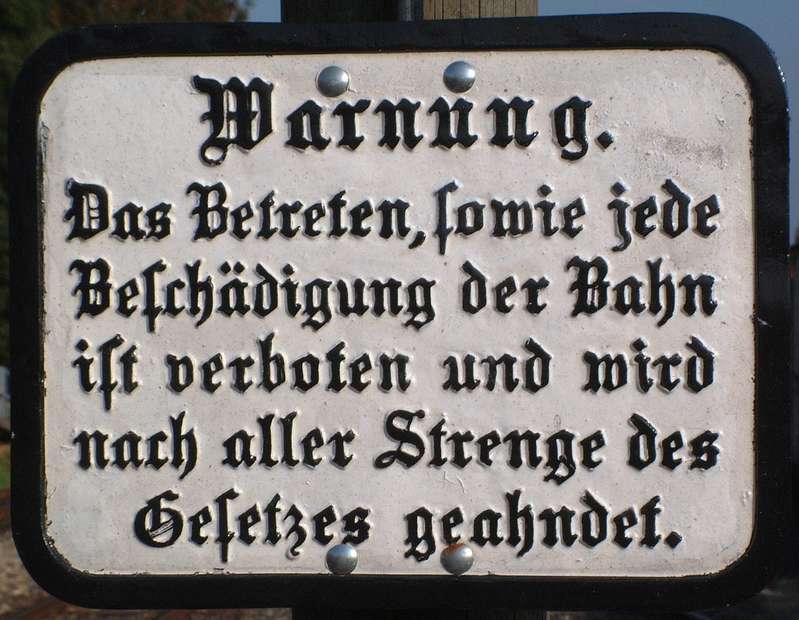 Warnung.
Das Betreten, ſowie jede
Beſchädigung der Bahn
iſt verboten und wird
nach aller Strenge des
Geſetzes geahndet.